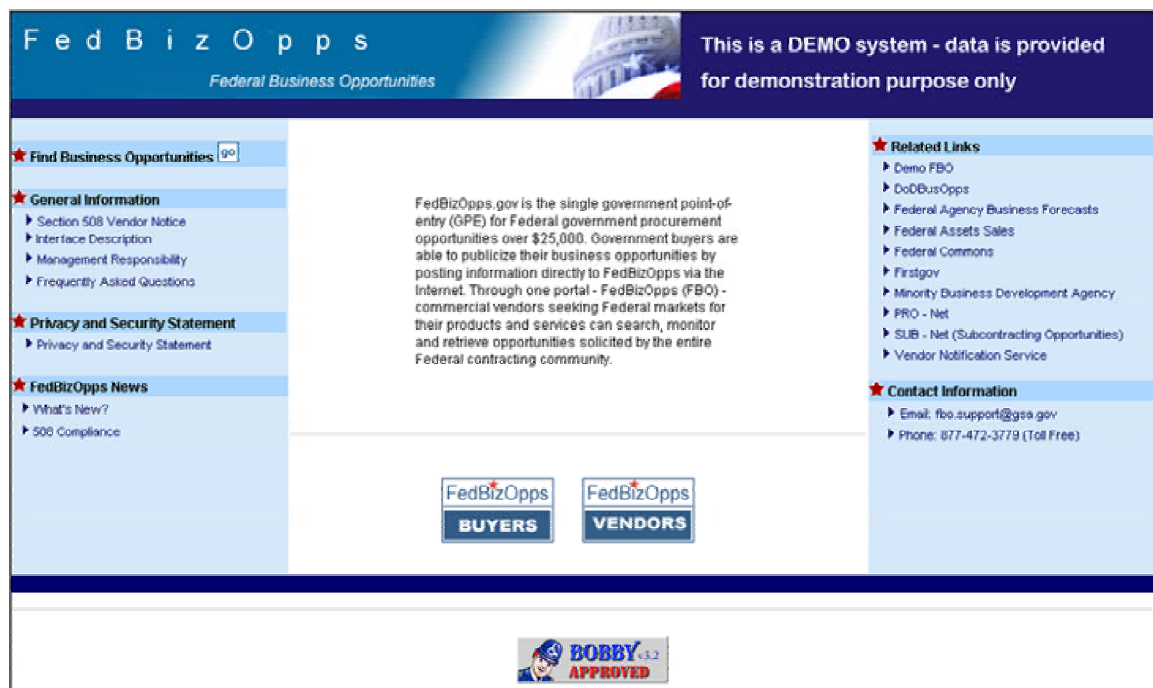 FedBizOpps
Federal Business Opportunities
This is a DEMO system - data is provided
for demonstration purpose only
Find Business Opportunities go
General Information
Section 508 Vendor Notice
Interface Description
Management Responsibility
Frequently Asked Questions
Privacy and Security Statement
Privacy and Security Statement
FedBizOpps News
What's New?
508 Compliance
FedBizOpps.gov is the single government point-of-
entry (GPE) for Federal government procurement
opportunities over $25,000. Government buyers are
able to publicize their business opportunities by
posting information directly to FedBizOpps via the
Internet. Through one portal - FedBizOpps (FBO) -
commercial vendors seeking Federal markets for
their products and services can search, monitor
and retrieve opportunities solicited by the entire
Federal contracting community.
FedBizOpps
BUYERS
FedBizOpps
VENDORS
Related Links
Demo FBO
DoDBusOpps
Federal Agency Business Forecasts
Federal Assets Sales
Federal Commons
Firstgov
Minority Business Development Agency
PRO - Net
SUB - Net (Subcontracting Opportunities)
Vendor Notification Service
Contact Information
Email: fbo.support@gsa.gov
Phone: 877-472-3779 (Toll Free)
BOBBY v3.2
APPROVED